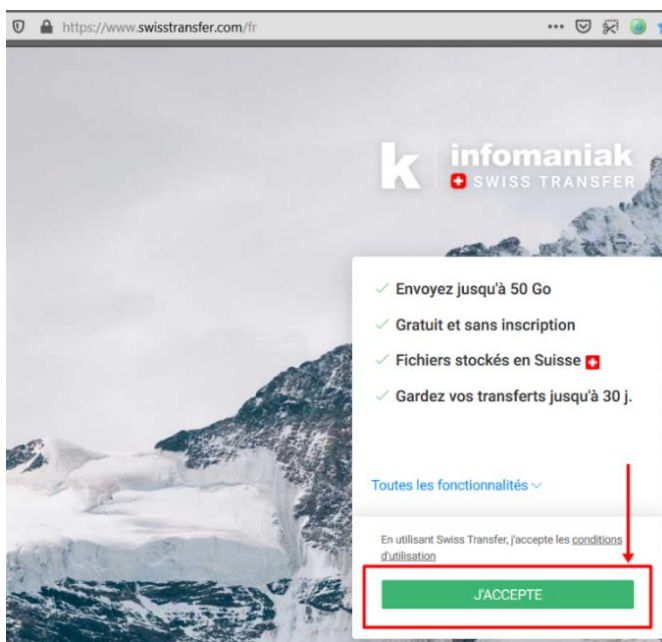 https://www.swisstransfer.com/fr
k infomaniak
SWISS TRANSFER
Envoyez jusqu'à 50 Go
Gratuit et sans inscription
Fichiers stockés en Suisse
Gardez vos transferts jusqu'à 30 j.
Toutes les fonctionnalités
En utilisant Swiss Transfer, j'accepte les conditions
d'utilisation
J'ACCEPTE